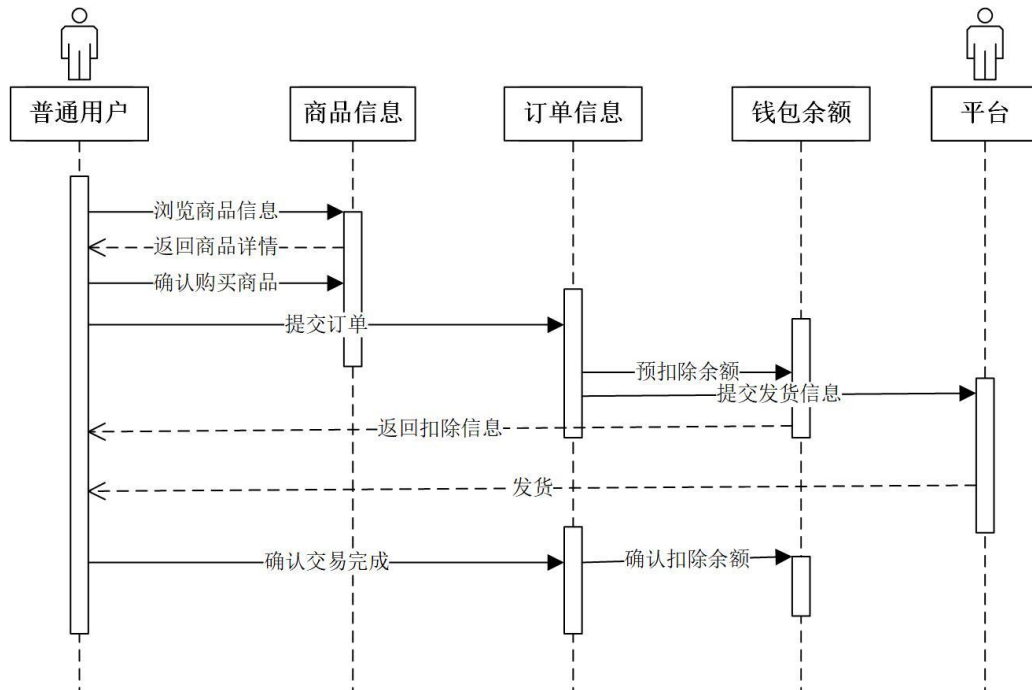 普通用户
商品信息
订单信息
钱包余额
平台
浏览商品信息
返回商品详情
确认购买商品
提交订单
预扣除余额
提交发货信息
返回扣除信息
发货
确认交易完成
确认扣除余额